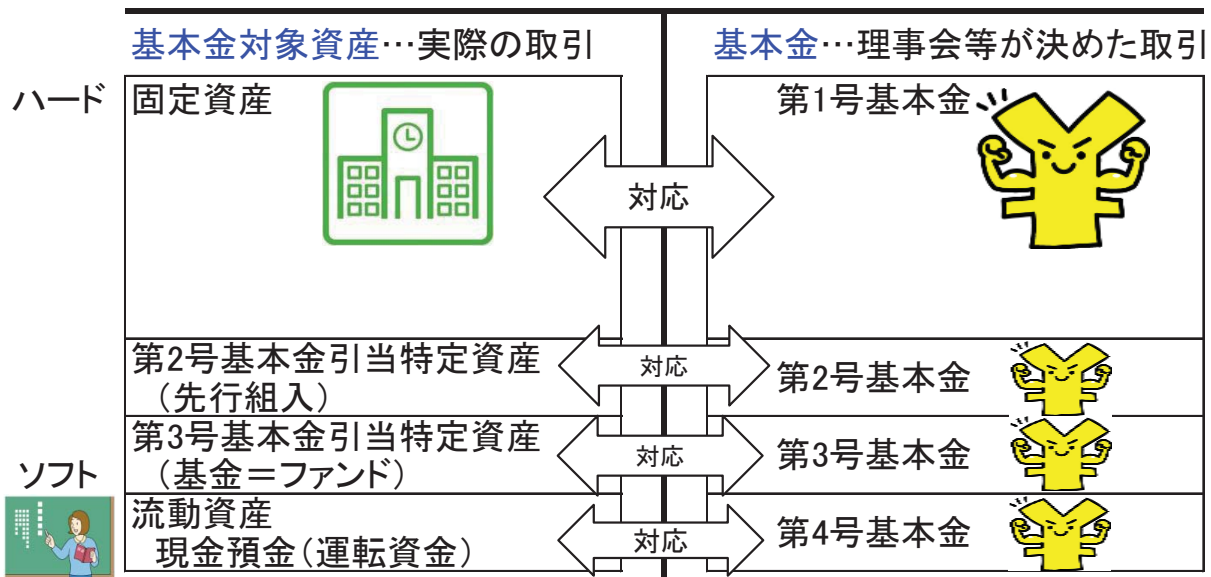 基本金対象資産…実際の取引
基本金…理事会等が決めた取引
ハード
固定資産
対応
第1号基本金
第2号基本金引当特定資産
(先行組入)
対応
第2号基本金
ソフト
第3号基本金引当特定資産
(基金=ファンド)
対応
第3号基本金
流動資産
現金預金(運転資金)
対応
第4号基本金